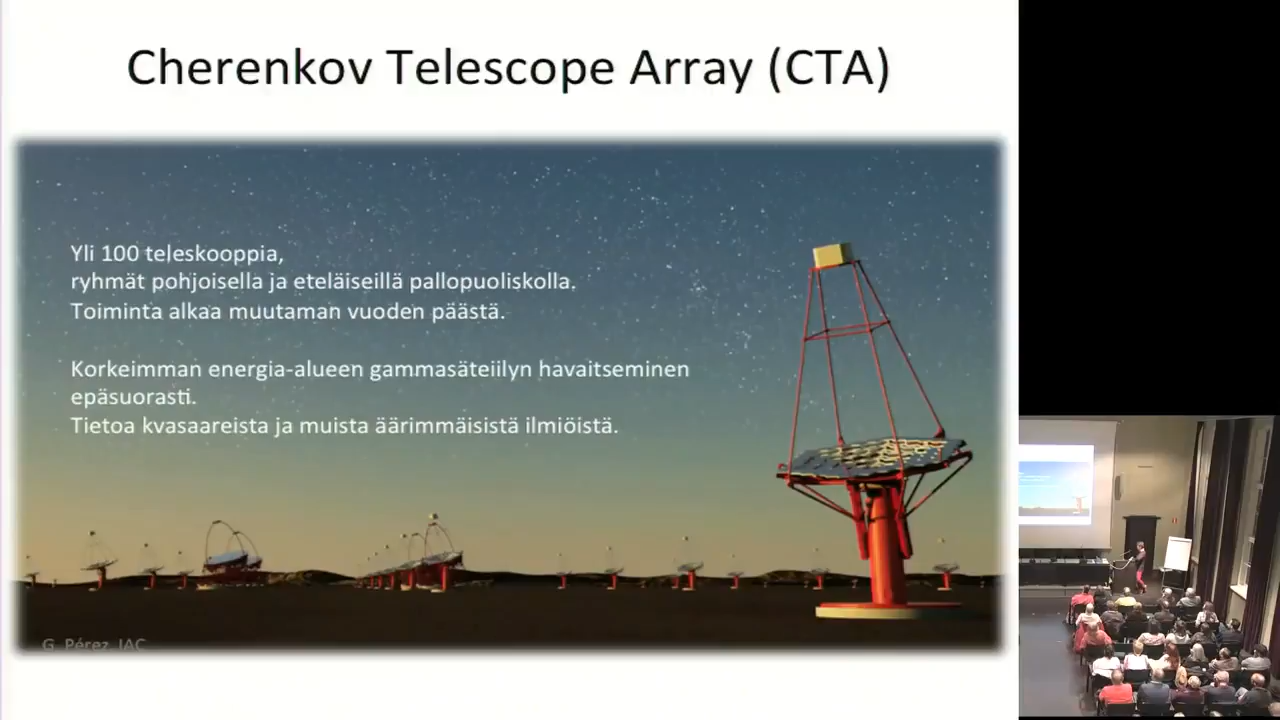 Cherenkov Telescope Array (CTA)
Yli 100 teleskooppia,
ryhmät pohjoisella ja eteläiseillä pallopuoliskolla.
Toiminta alkaa muutaman vuoden päästä.
Korkeimman energia-alueen gammasäteiilyn havaitseminen
epäsuorasti.
Tietoa kvasaareista ja muista äärimmäisistä ilmiöistä.
G. Pérez, IAC